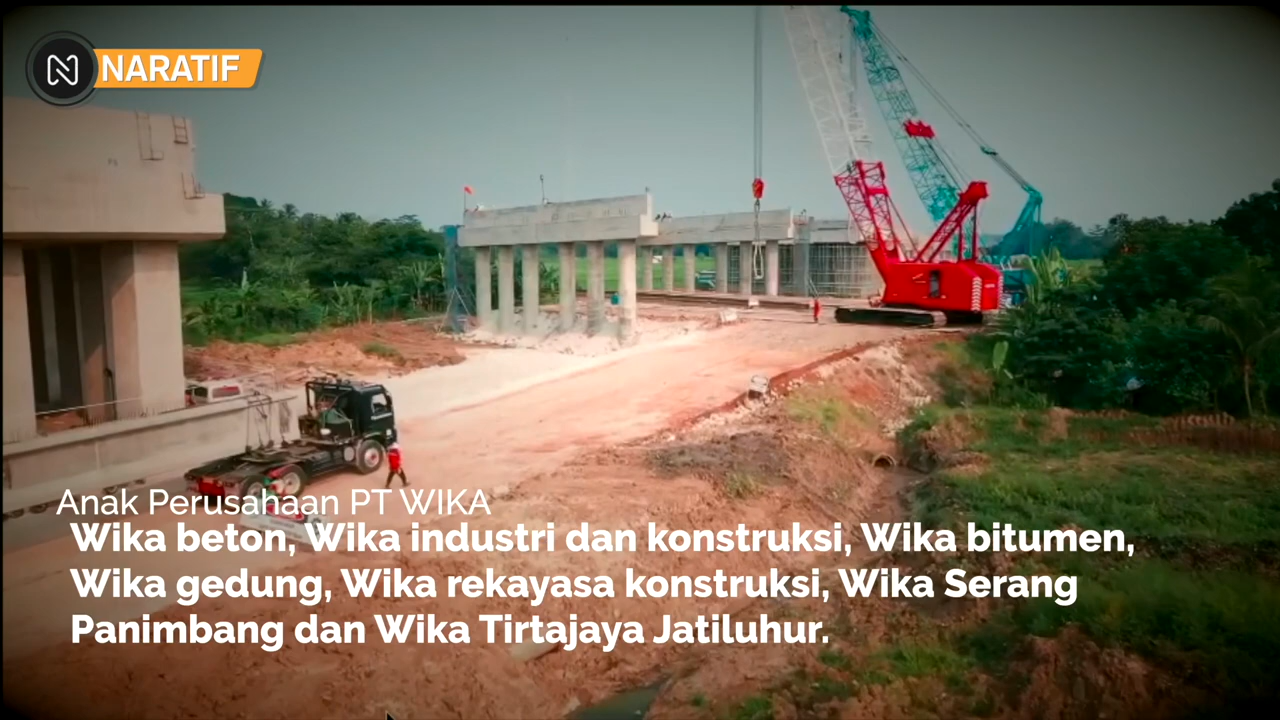 NARATIF
Anak Perusahaan PT WIKA
Wika beton, Wika industri dan konstruksi, Wika bitumen,
Wika gedung, Wika rekayasa konstruksi, Wika Serang
Panimbang dan Wika Tirtajaya Jatiluhur.